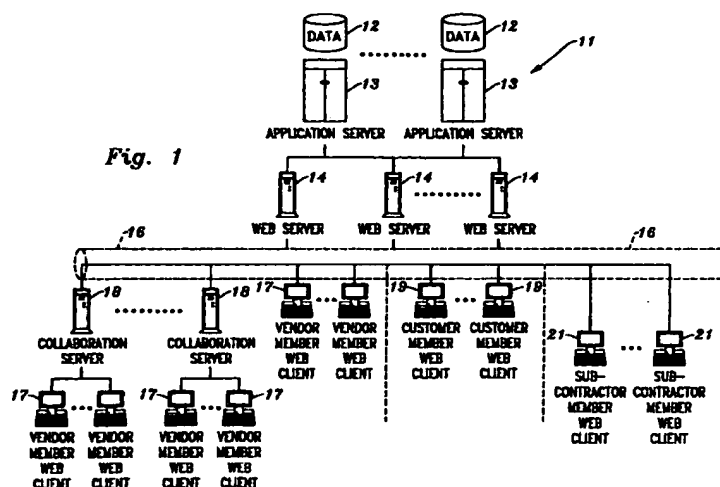 DATA 12 DATA 12
11
13 13
APPLICATION SERVER APPLICATION SERVER
Fig. 1
14 14 14
WEB SERVER WEB SERVER WEB SERVER
16 16
18 18 17 19 19
COLLABORATION SERVER
COLLABORATION SERVER
VENDOR MEMBER WEB CLIENT
VENDOR MEMBER WEB CLIENT
CUSTOMER MEMBER WEB CLIENT
CUSTOMER MEMBER WEB CLIENT
21 21
SUB-CONTRACTOR MEMBER WEB CLIENT
SUB-CONTRACTOR MEMBER WEB CLIENT
17 17 17
VENDOR MEMBER WEB CLIENT
VENDOR MEMBER WEB CLIENT
VENDOR MEMBER WEB CLIENT
VENDOR MEMBER WEB CLIENT